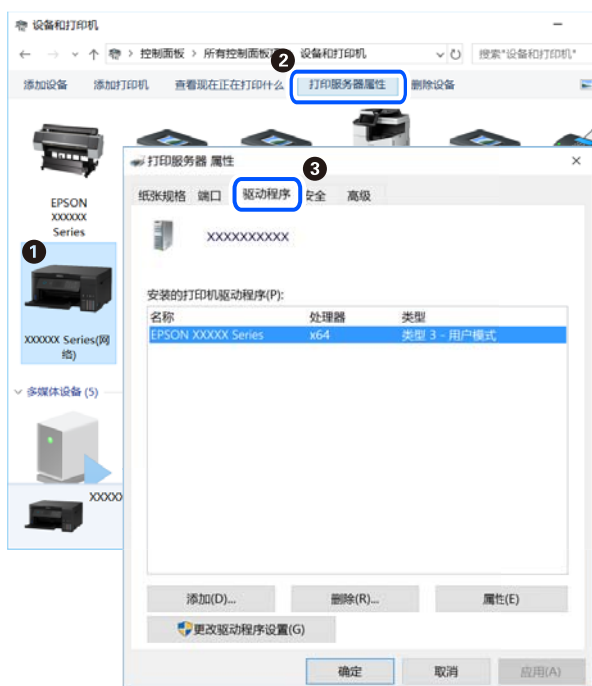 设备和打印机
控制面板 > 所有控制面板 设备和打印机
搜索"设备和打印机"
2
添加设备 添加打印机 查看现在正在打印什么 打印服务器属性 删除设备
EPSON
XXXXXX
Series
1
XXXXXX Series(网
络)
多媒体设备 (5)
XXXXX
打印服务器 属性
3
纸张规格 端口 驱动程序 安全 高级
XXXXXXXXXX
安装的打印机驱动程序(P):
名称 处理器 类型
EPSON XXXXX Series x64 类型 3 - 用户模式
添加(D)... 删除(R)... 属性(E)
更改驱动程序设置(G)
确定 取消 应用(A)